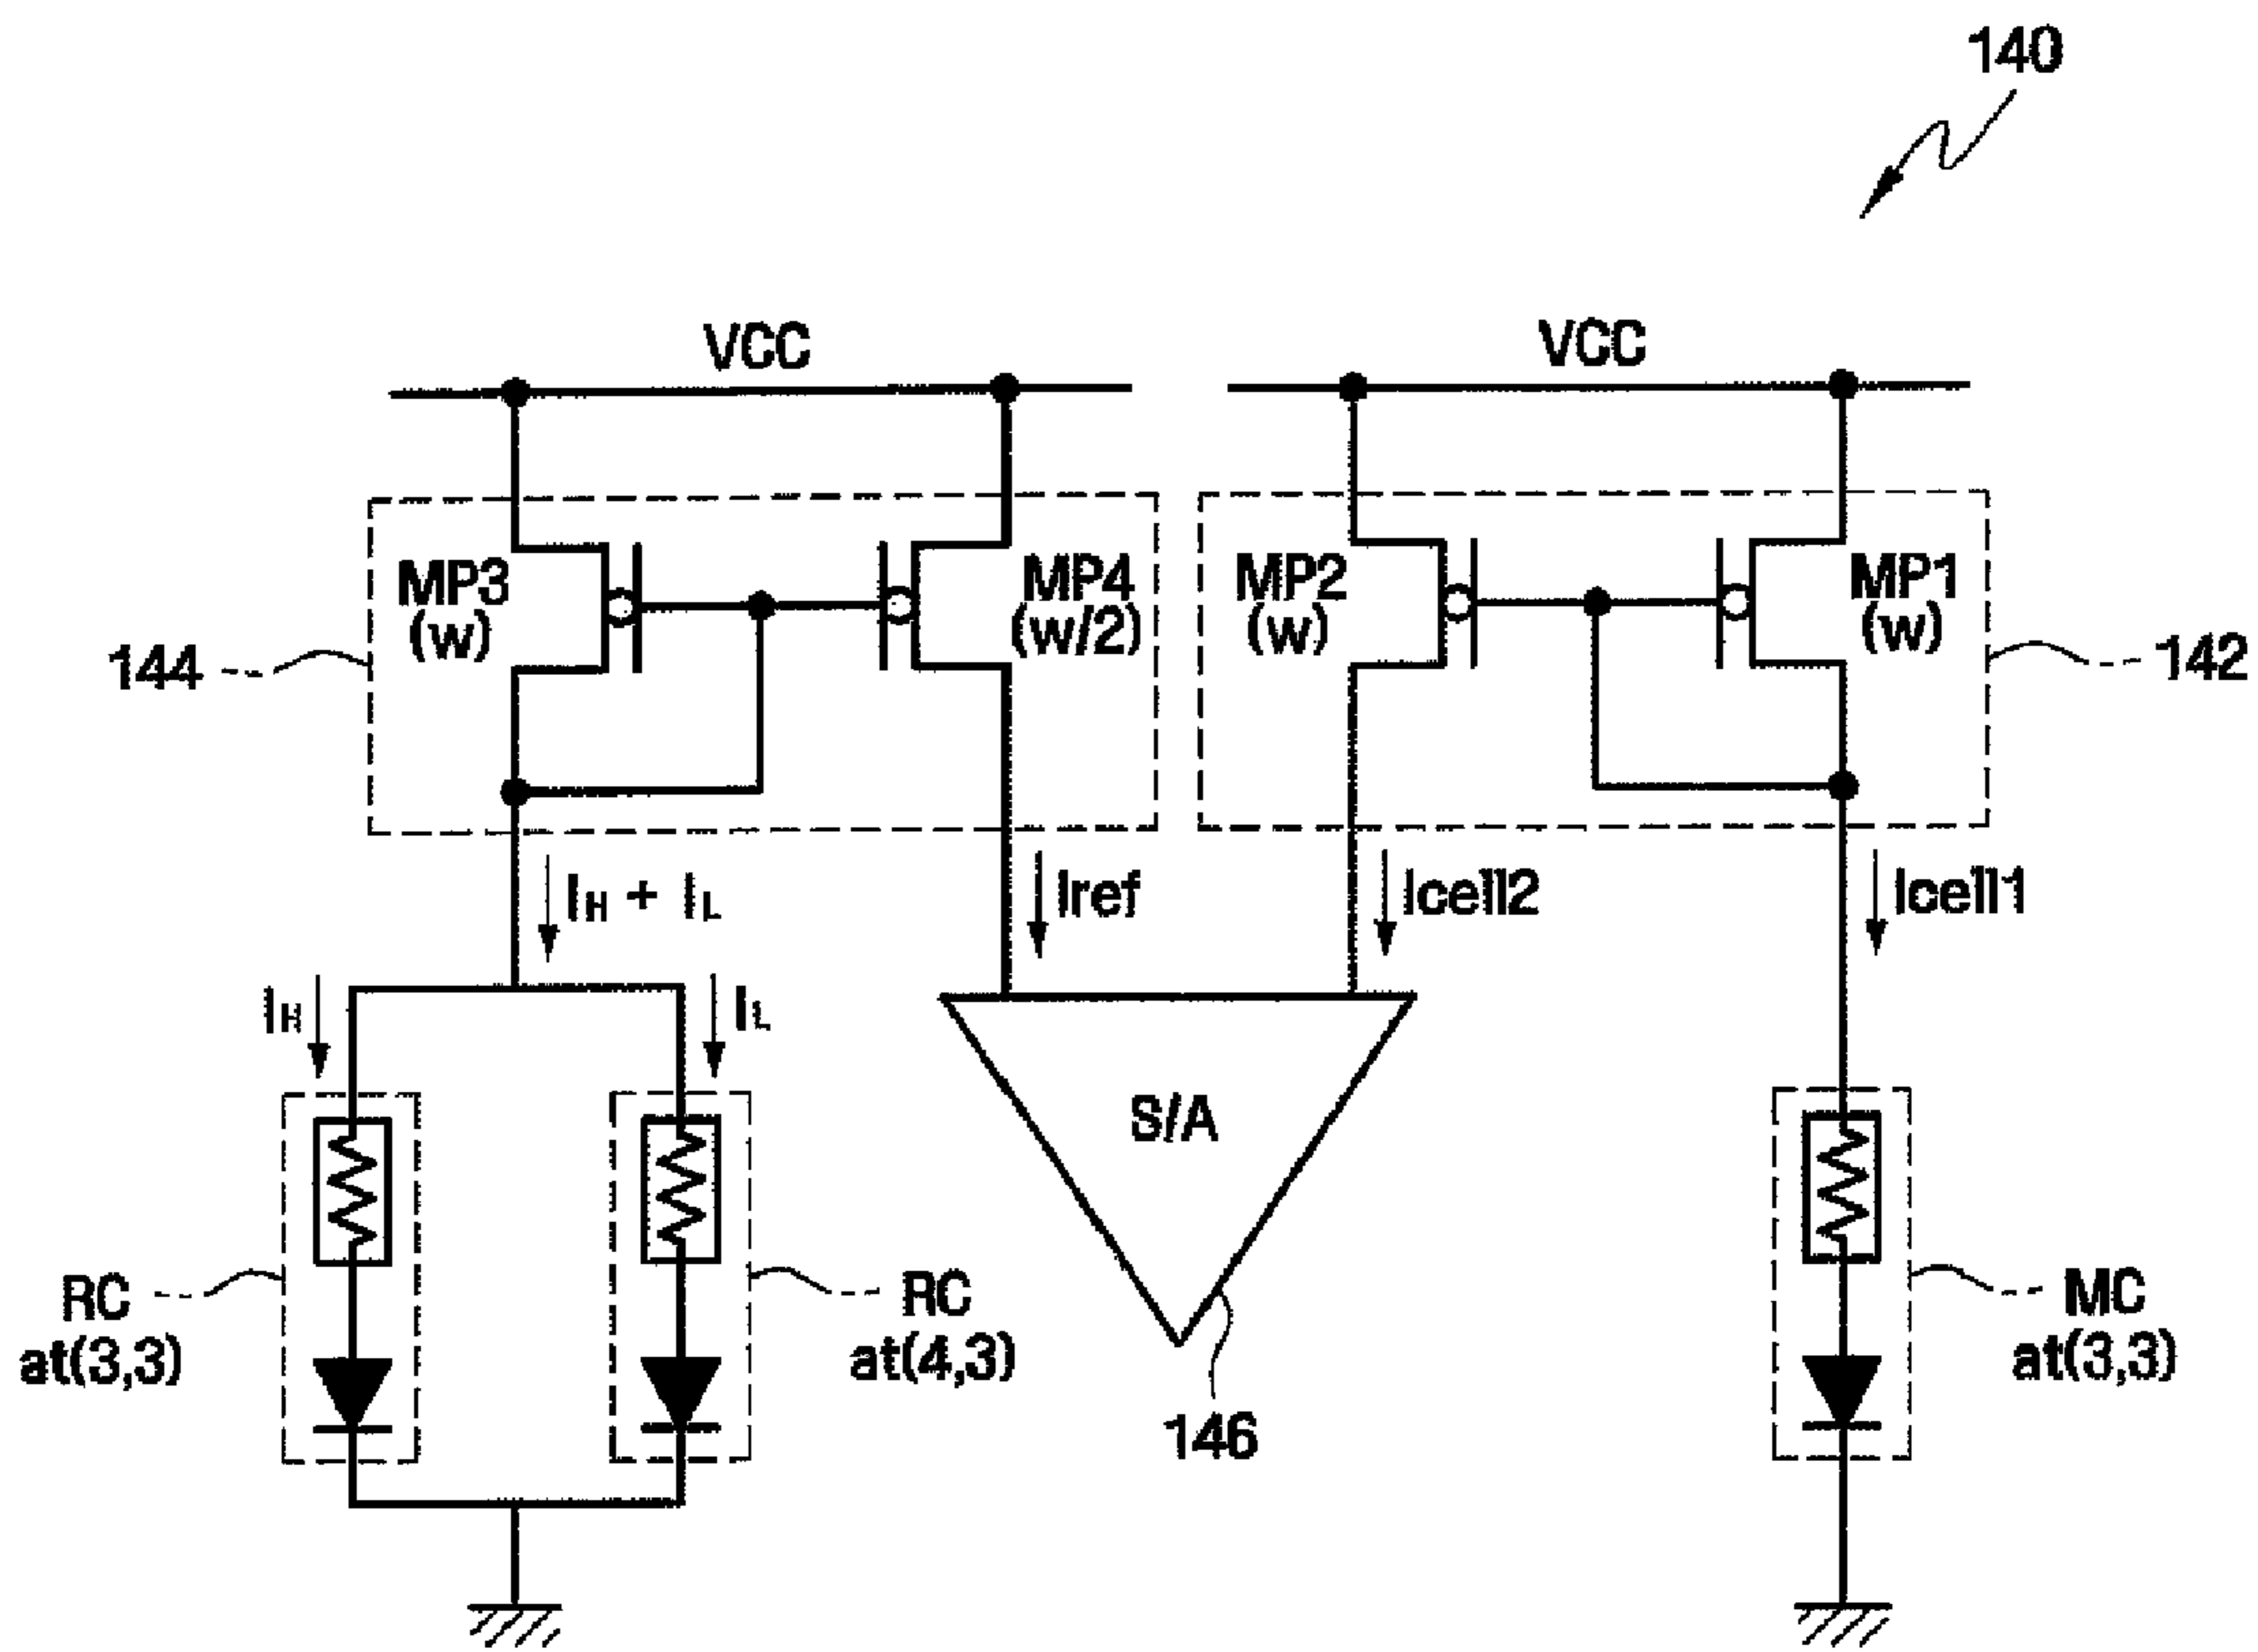 140
VCC
VCC
MP3
(w)
MP4
(w/2)
MP2
(w)
MP1
(w)
144
142
IH + IL
Iref
Icell2
Icell1
IH
IL
S/A
RC
at(3,3)
RC
at(4,3)
MC
at(3,3)
146